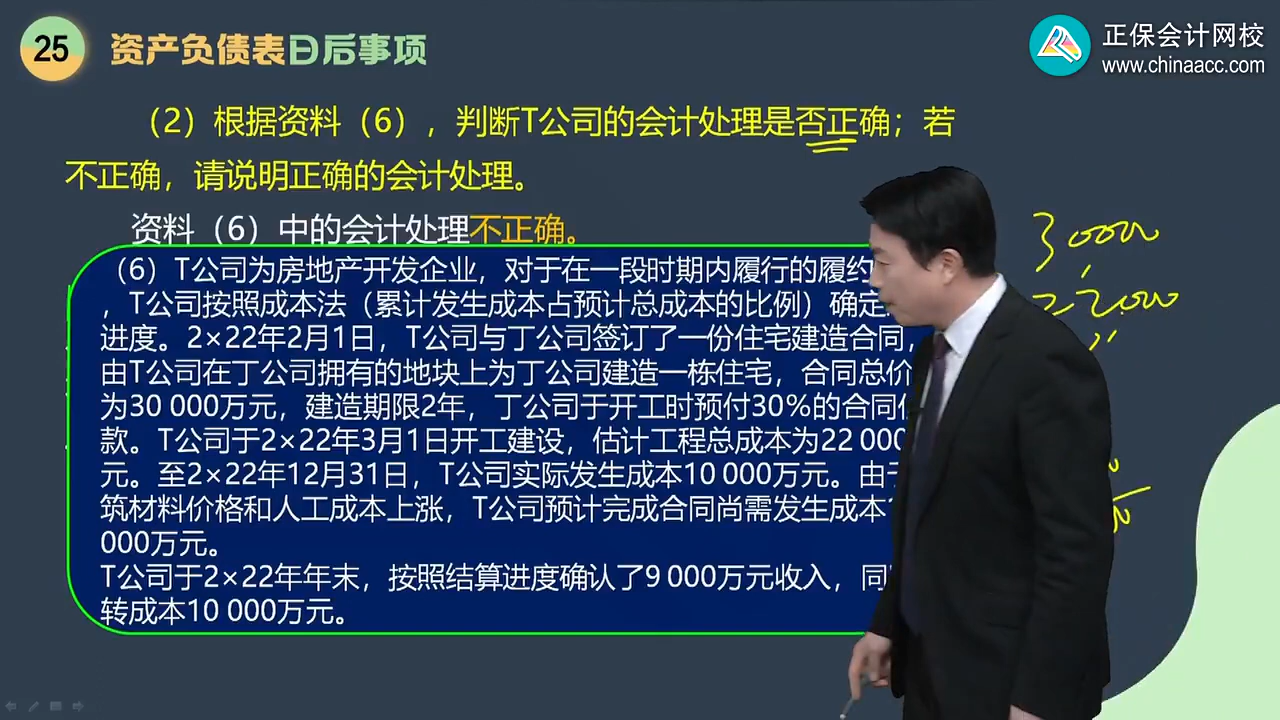 25 资产负债表日后事项
正保会计网校
www.chinaacc.com
（2）根据资料（6），判断T公司的会计处理是否正确；若
不正确，请说明正确的会计处理。
资料（6）中的会计处理不正确。
（6）T公司为房地产开发企业，对于在一段时期内履行的履约
，T公司按照成本法（累计发生成本占预计总成本的比例）确定
进度。2×22年2月1日，T公司与丁公司签订了一份住宅建造合同，
由T公司在丁公司拥有的地块上为丁公司建造一栋住宅，合同总价
为30 000万元，建造期限2年，丁公司于开工时预付30%的合同
款。T公司于2×22年3月1日开工建设，估计工程总成本为22 000
元。至2×22年12月31日，T公司实际发生成本10 000万元。由
筑材料价格和人工成本上涨，T公司预计完成合同尚需发生成本
000万元。
T公司于2×22年年末，按照结算进度确认了9 000万元收入，同
转成本10 000万元。
30000
22000